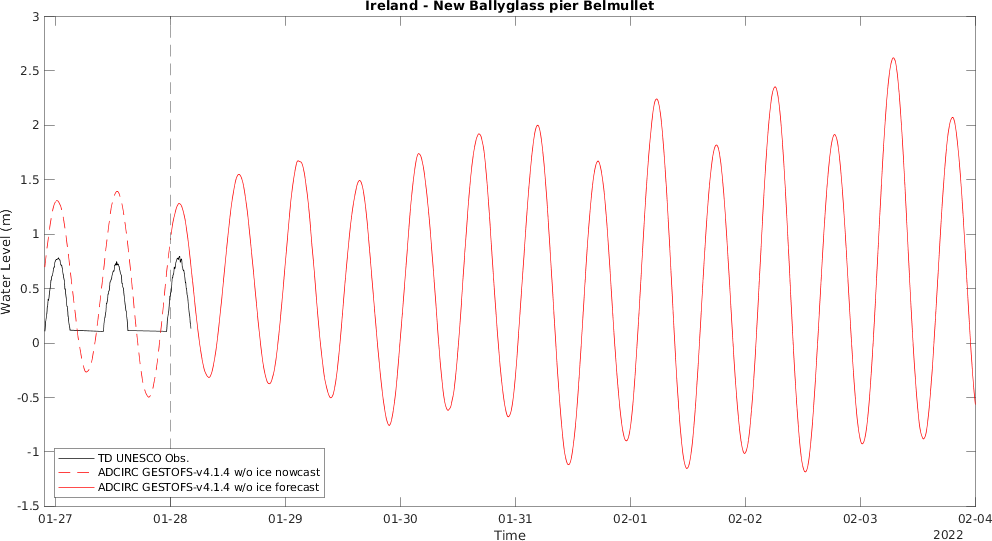 Ireland - New Ballyglass pier Belmullet
3
2.5
2
1.5
1
0.5
0
-0.5
-1
-1.5
Water Level (m)
TD UNESCO Obs.
ADCIRC GESTOFS-v4.1.4 w/o ice nowcast
ADCIRC GESTOFS-v4.1.4 w/o ice forecast
01-27 01-28 01-29 01-30 01-31 02-01 02-02 02-03 02-04
Time
2022